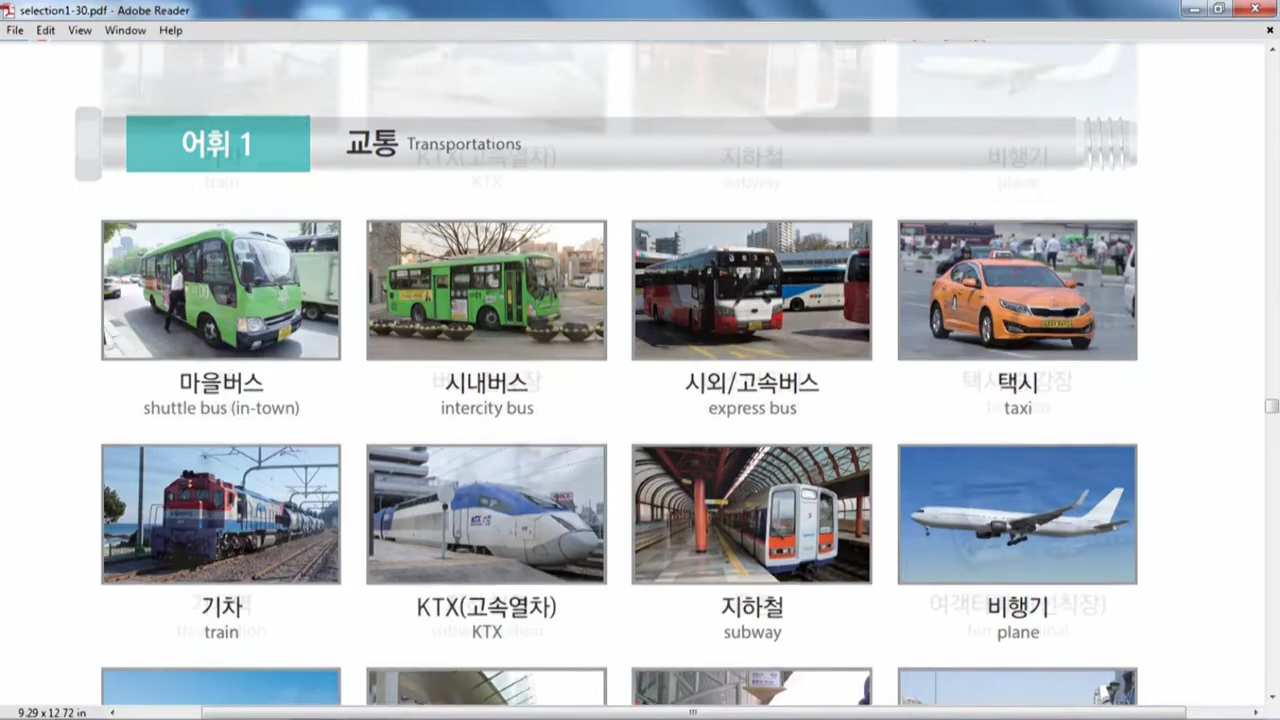 selection1-30.pdf - Adobe Reader
File Edit View Window Help
어휘 1 교통 Transportations
마을버스 시내버스 시외/고속버스 택시
shuttle bus (in-town) intercity bus express bus taxi
기차 KTX(고속열차) 지하철 비행기
train KTX subway plane
9.29 x 12.72 in